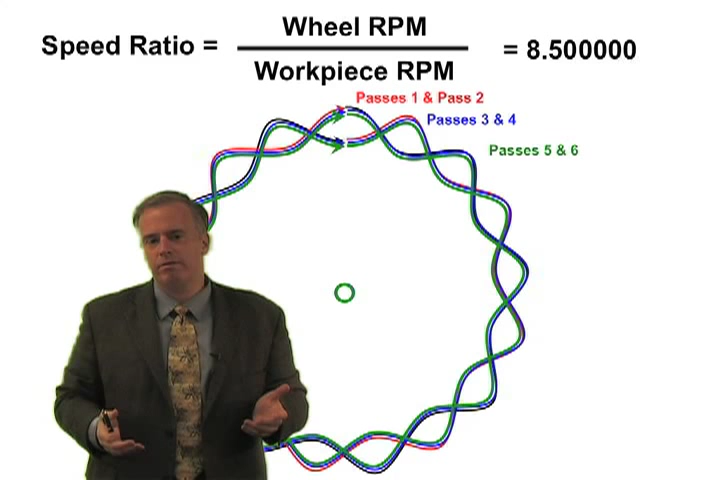 Speed Ratio = Wheel RPM / Workpiece RPM = 8.500000
Passes 1 & Pass 2
Passes 3 & 4
Passes 5 & 6